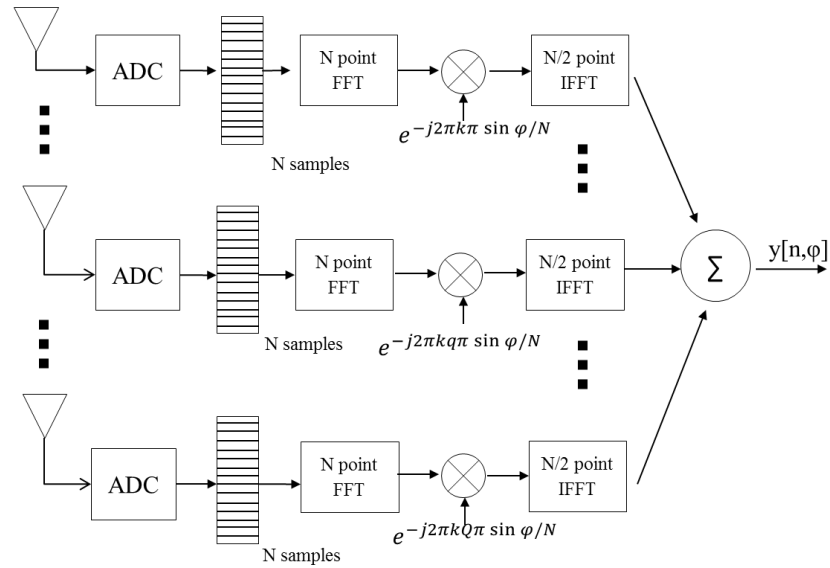 ADC
N point
FFT
N/2 point
IFFT
e^{-j2πkπ sin φ/N}
N samples
ADC
N point
FFT
N/2 point
IFFT
Σ
y[n,φ]
e^{-j2πkqπ sin φ/N}
N samples
ADC
N point
FFT
N/2 point
IFFT
e^{-j2πkQπ sin φ/N}
N samples